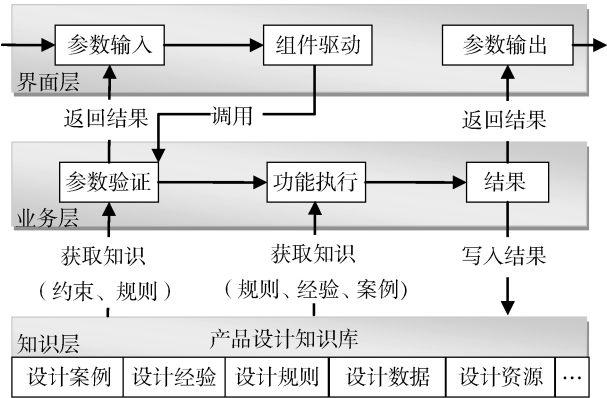 参数输入
组件驱动
参数输出
界面层
返回结果
调用
返回结果
参数验证
功能执行
结果
业务层
获取知识
（约束、规则）
获取知识
（规则、经验、案例）
写入结果
知识层
产品设计知识库
设计案例
设计经验
设计规则
设计数据
设计资源
…